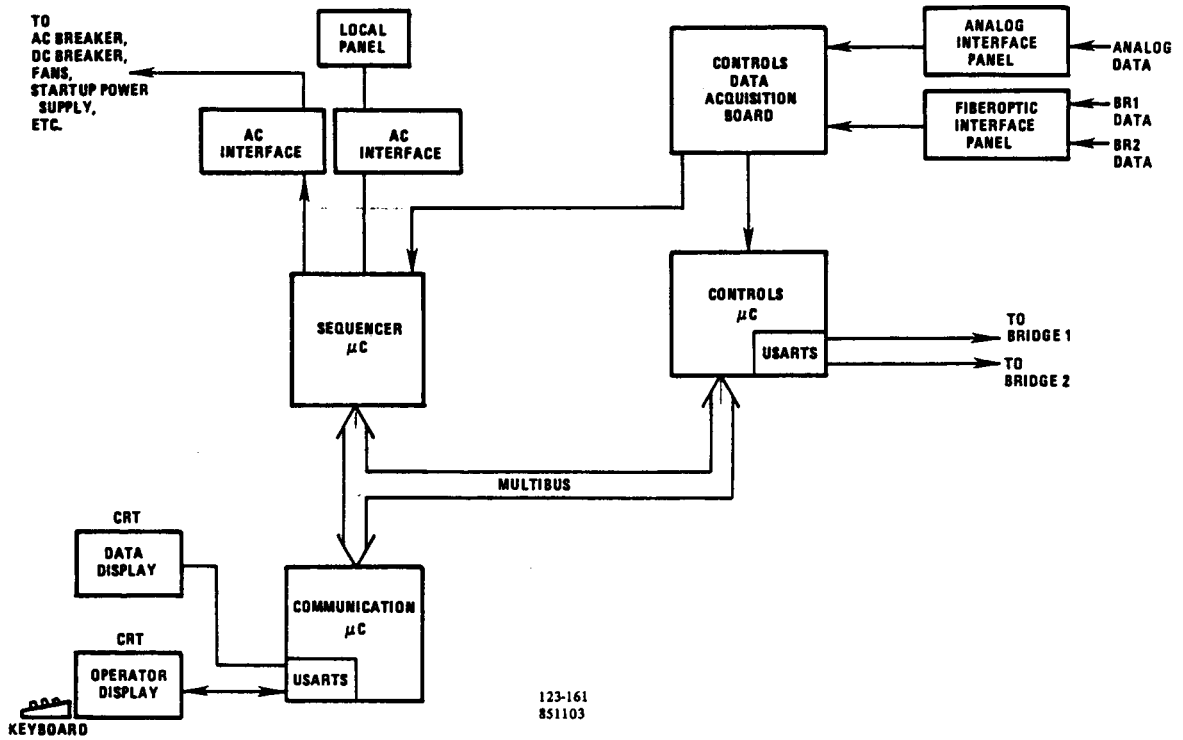 TO
AC BREAKER,
DC BREAKER,
FANS,
STARTUP POWER
SUPPLY,
ETC.
LOCAL
PANEL
AC
INTERFACE
AC
INTERFACE
CONTROLS
DATA
ACQUISITION
BOARD
ANALOG
INTERFACE
PANEL
ANALOG
DATA
FIBEROPTIC
INTERFACE
PANEL
BR1
DATA
BR2
DATA
SEQUENCER
μC
CONTROLS
μC
USARTS
TO
BRIDGE 1
TO
BRIDGE 2
MULTIBUS
CRT
DATA
DISPLAY
COMMUNICATION
μC
USARTS
CRT
OPERATOR
DISPLAY
KEYBOARD
123-161
851103